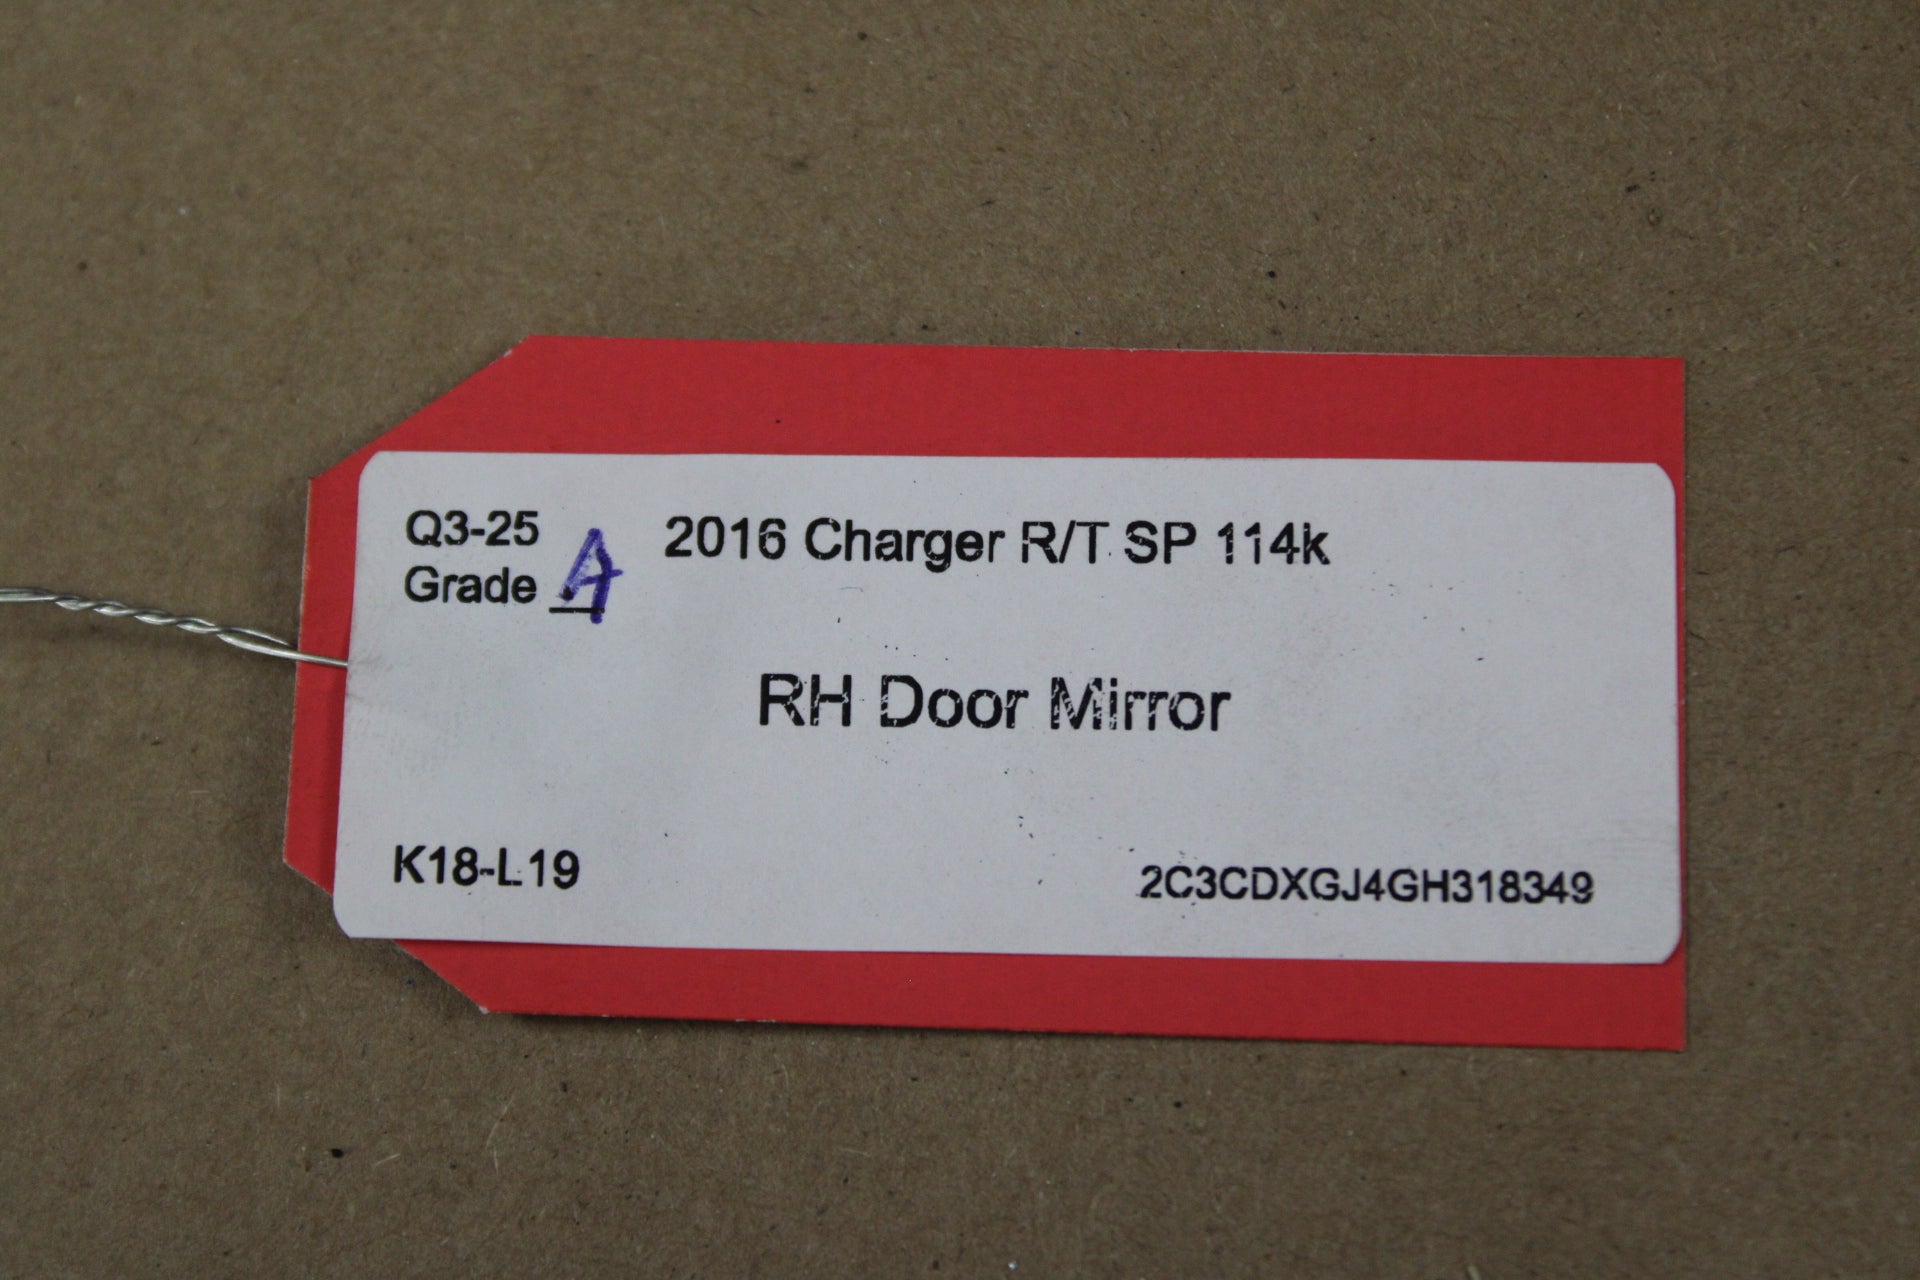 Q3-25
Grade A
2016 Charger R/T SP 114k
RH Door Mirror
K18-L19
2C3CDXGJ4GH318349